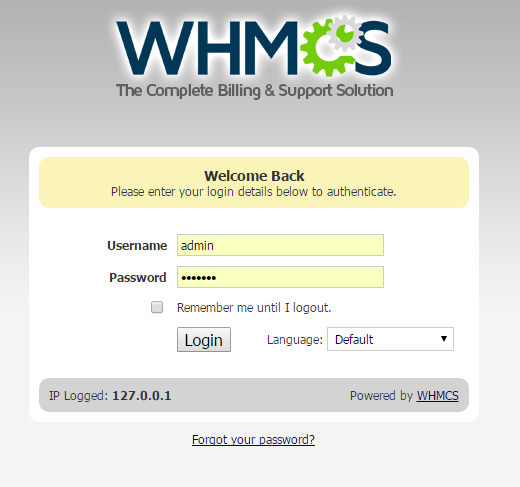 WHMCS
The Complete Billing & Support Solution
Welcome Back
Please enter your login details below to authenticate.
Username admin
Password •••••••
Remember me until I logout.
Login Language: Default
IP Logged: 127.0.0.1 Powered by WHMCS
Forgot your password?